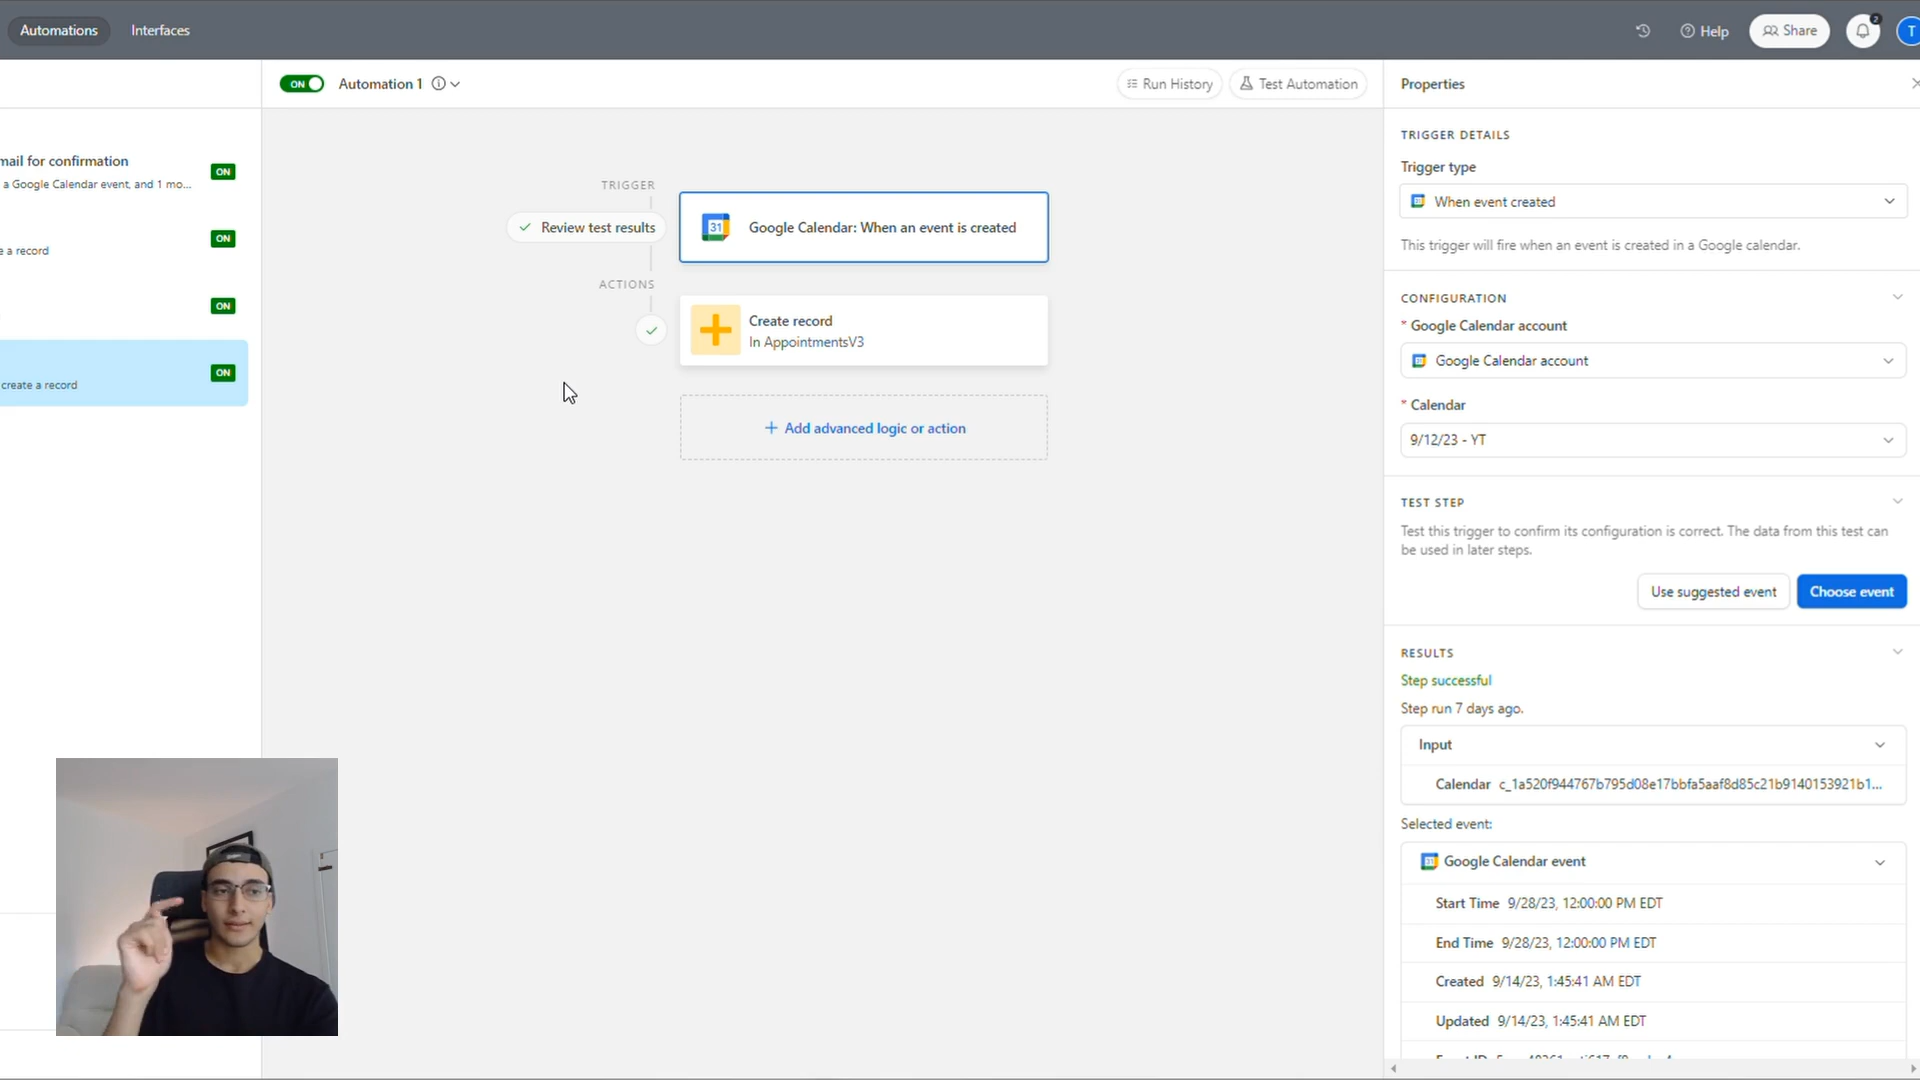 Automations
Interfaces
Help
Share
2
T
ON
Automation 1
Run History
Test Automation
Properties
mail for confirmation
a Google Calendar event, and 1 mo...
ON
ON
e a record
ON
ON
create a record
TRIGGER
Review test results
31
Google Calendar: When an event is created
ACTIONS
Create record
In AppointmentsV3
+ Add advanced logic or action
TRIGGER DETAILS
Trigger type
When event created
This trigger will fire when an event is created in a Google calendar.
CONFIGURATION
* Google Calendar account
Google Calendar account
* Calendar
9/12/23 - YT
TEST STEP
Test this trigger to confirm its configuration is correct. The data from this test can
be used in later steps.
Use suggested event
Choose event
RESULTS
Step successful
Step run 7 days ago.
Input
Calendar c_1a520f944767b795d08e17bbfa5aaf8d85c21b9140153921b1...
Selected event:
Google Calendar event
Start Time 9/28/23, 12:00:00 PM EDT
End Time 9/28/23, 12:00:00 PM EDT
Created 9/14/23, 1:45:41 AM EDT
Updated 9/14/23, 1:45:41 AM EDT